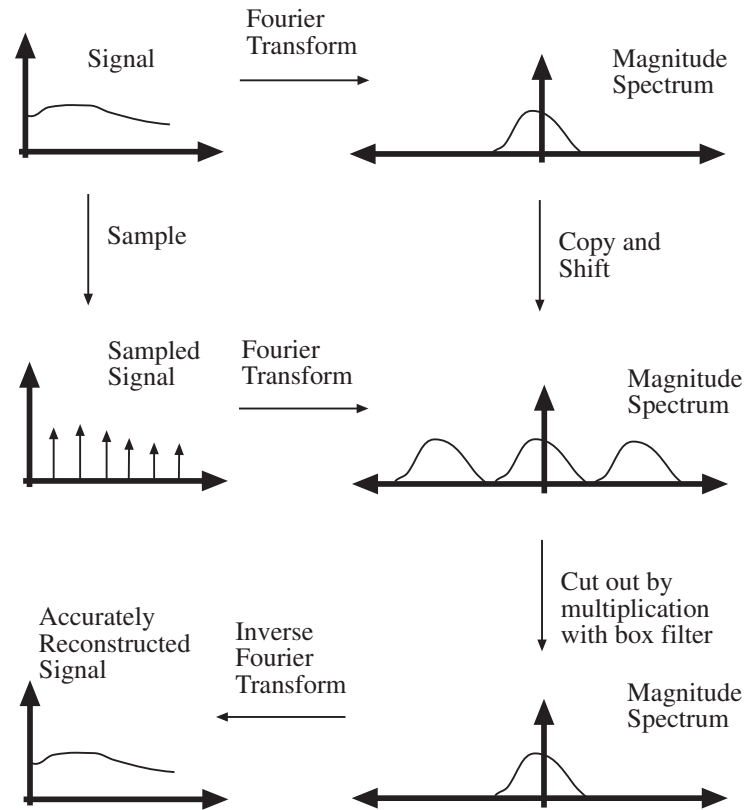 Signal
Fourier
Transform
Magnitude
Spectrum
Sample
Copy and
Shift
Sampled
Signal
Fourier
Transform
Magnitude
Spectrum
Cut out by
multiplication
with box filter
Accurately
Reconstructed
Signal
Inverse
Fourier
Transform
Magnitude
Spectrum